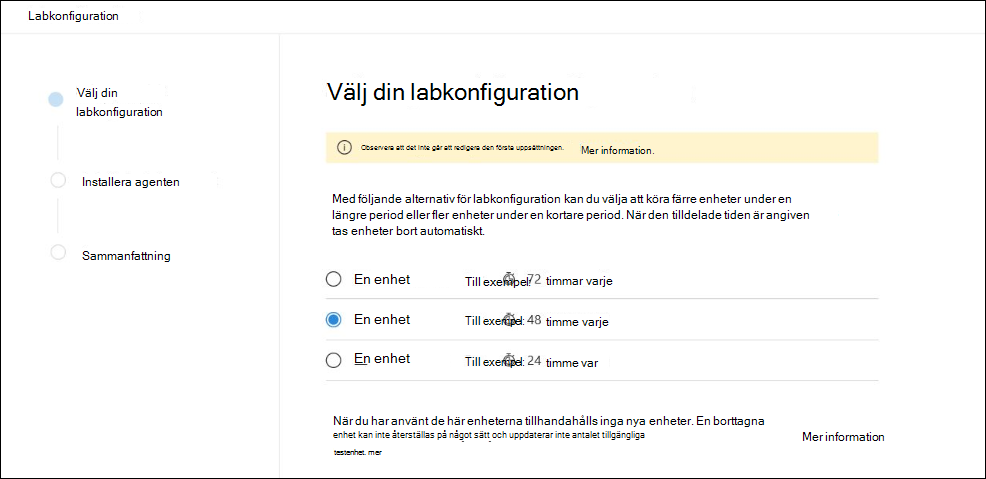 Labkonfiguration
Välj din
labkonfiguration
Installera agenten
Sammanfattning
Välj din labkonfiguration
Observera att det inte går att redigera den första uppsättningen. Mer information.
Med följande alternativ för labkonfiguration kan du välja att köra färre enheter under en
längre period eller fler enheter under en kortare period. När den tilldelade tiden är angiven
tas enheter bort automatiskt.
En enhet Till exempel: 72 timmar varje
En enhet Till exempel: 48 timme varje
En enhet Till exempel: 24 timme var
När du har använt de här enheterna tillhandahålls inga nya enheter. En borttagna
enhet kan inte återställas på något sätt och uppdaterar inte antalet tillgängliga
testenhet. mer
Mer information